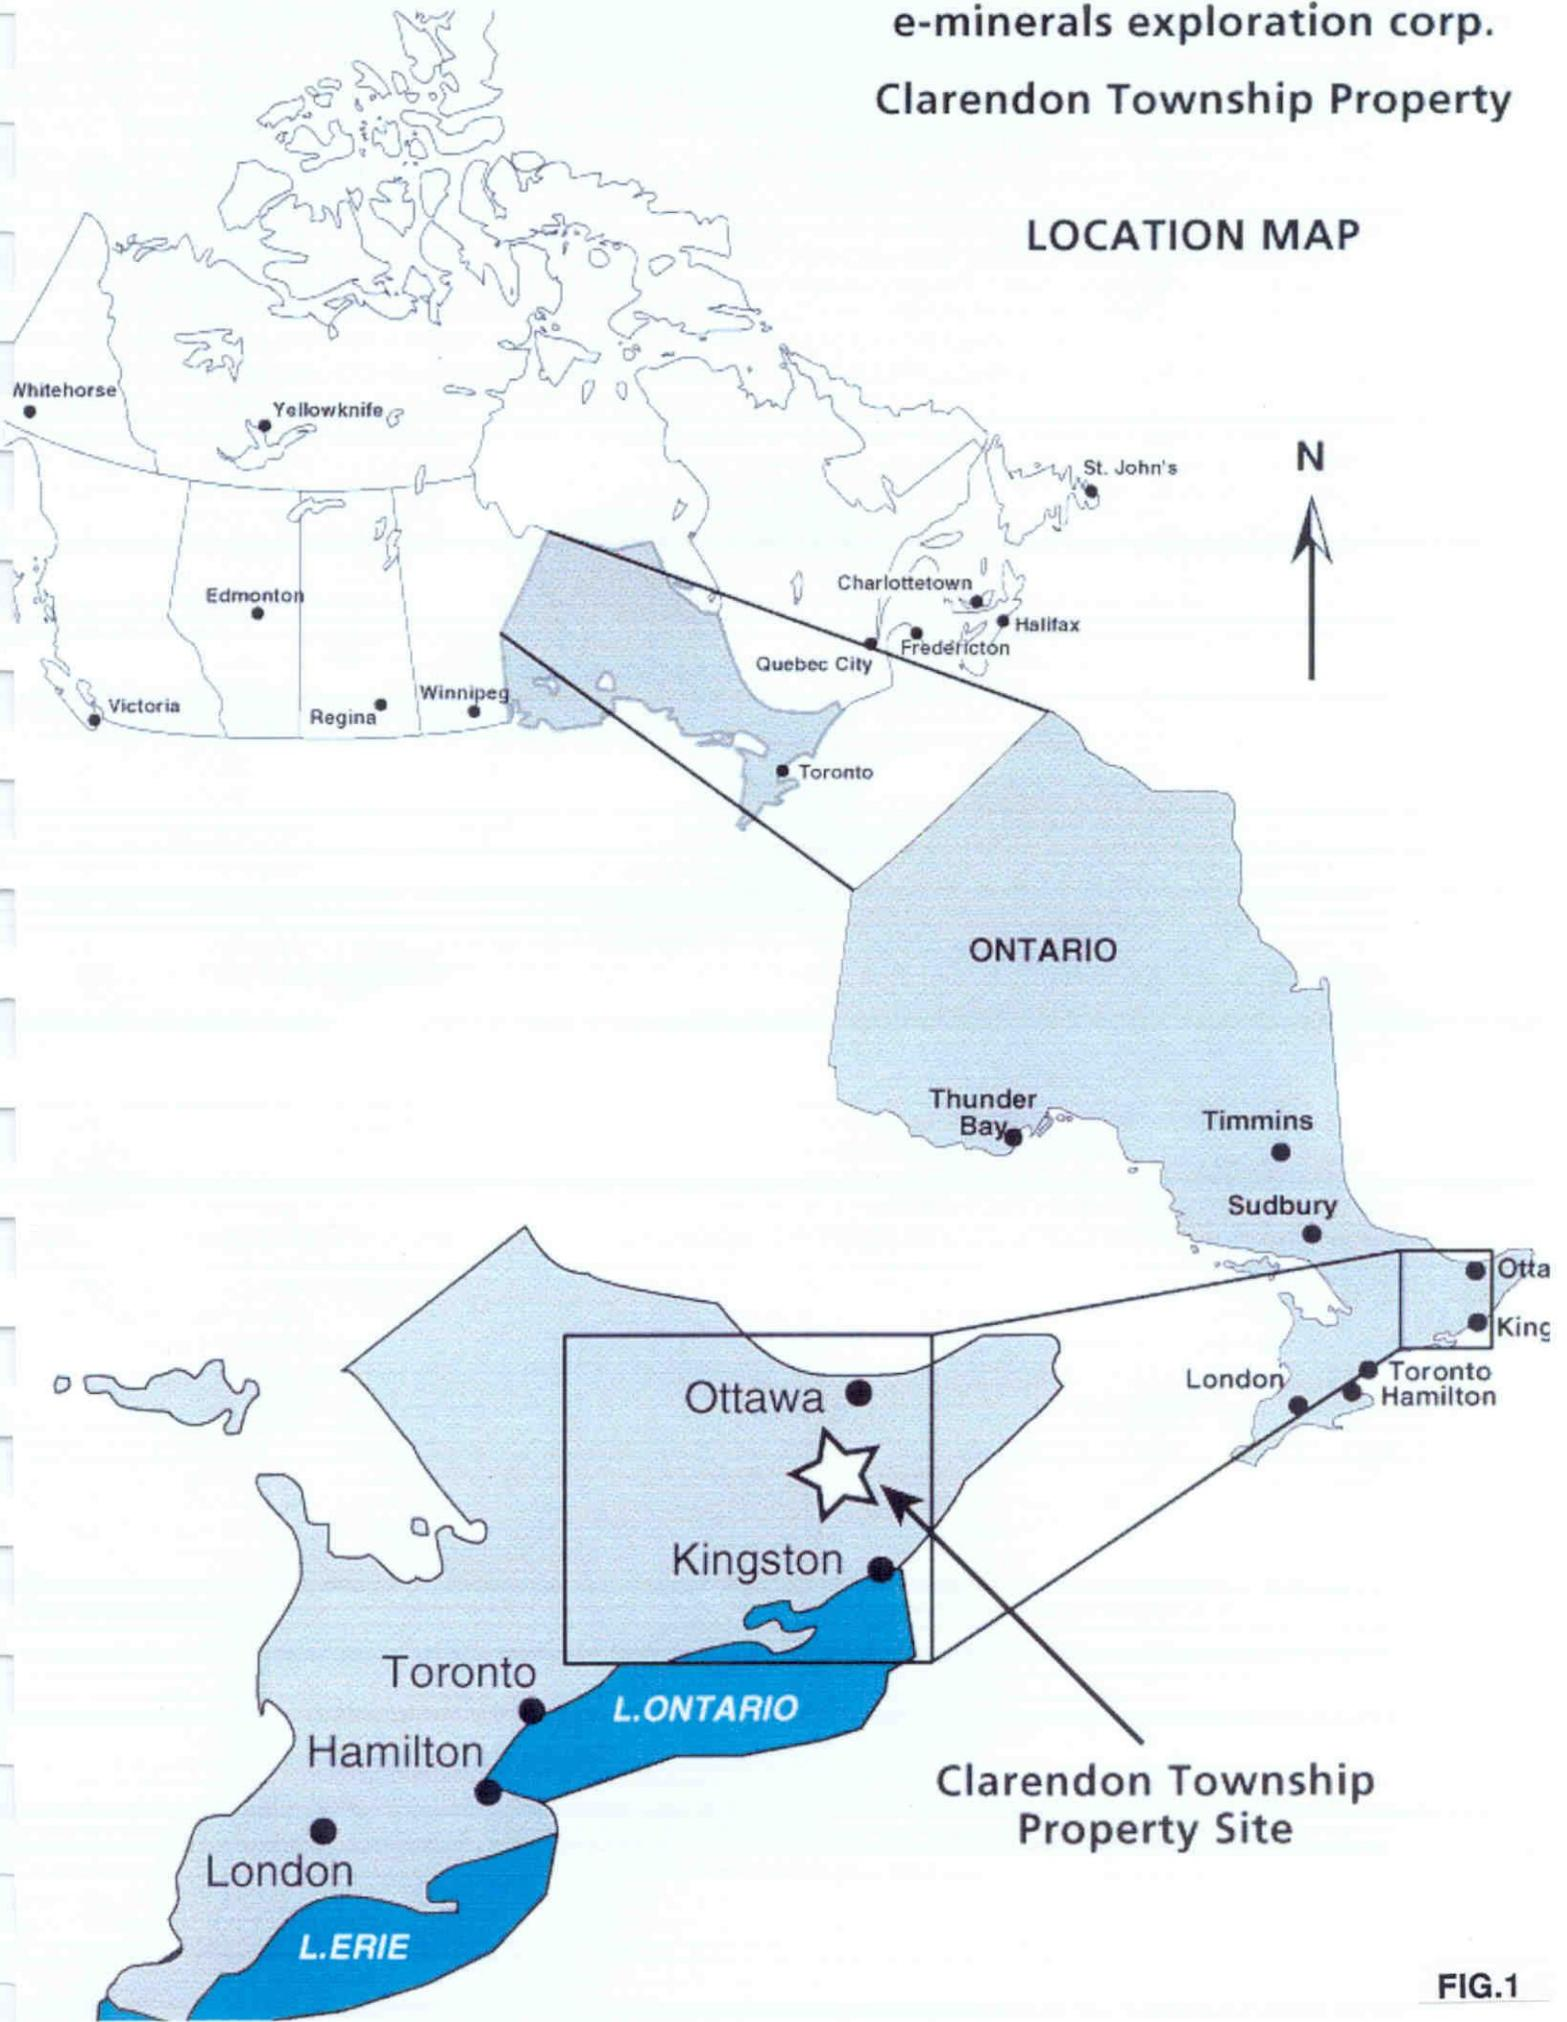 e-minerals exploration corp.
Clarendon Township Property
LOCATION MAP
Whitehorse
Yellowknife
St. John's
N
Edmonton
Charlottetown
Halifax
Fredericton
Quebec City
Victoria
Regina
Winnipeg
Toronto
ONTARIO
Thunder
Bay
Timmins
Sudbury
Otta
King
London
Toronto
Hamilton
Ottawa
Kingston
Toronto
L.ONTARIO
Hamilton
Clarendon Township
Property Site
London
L.ERIE
FIG.1